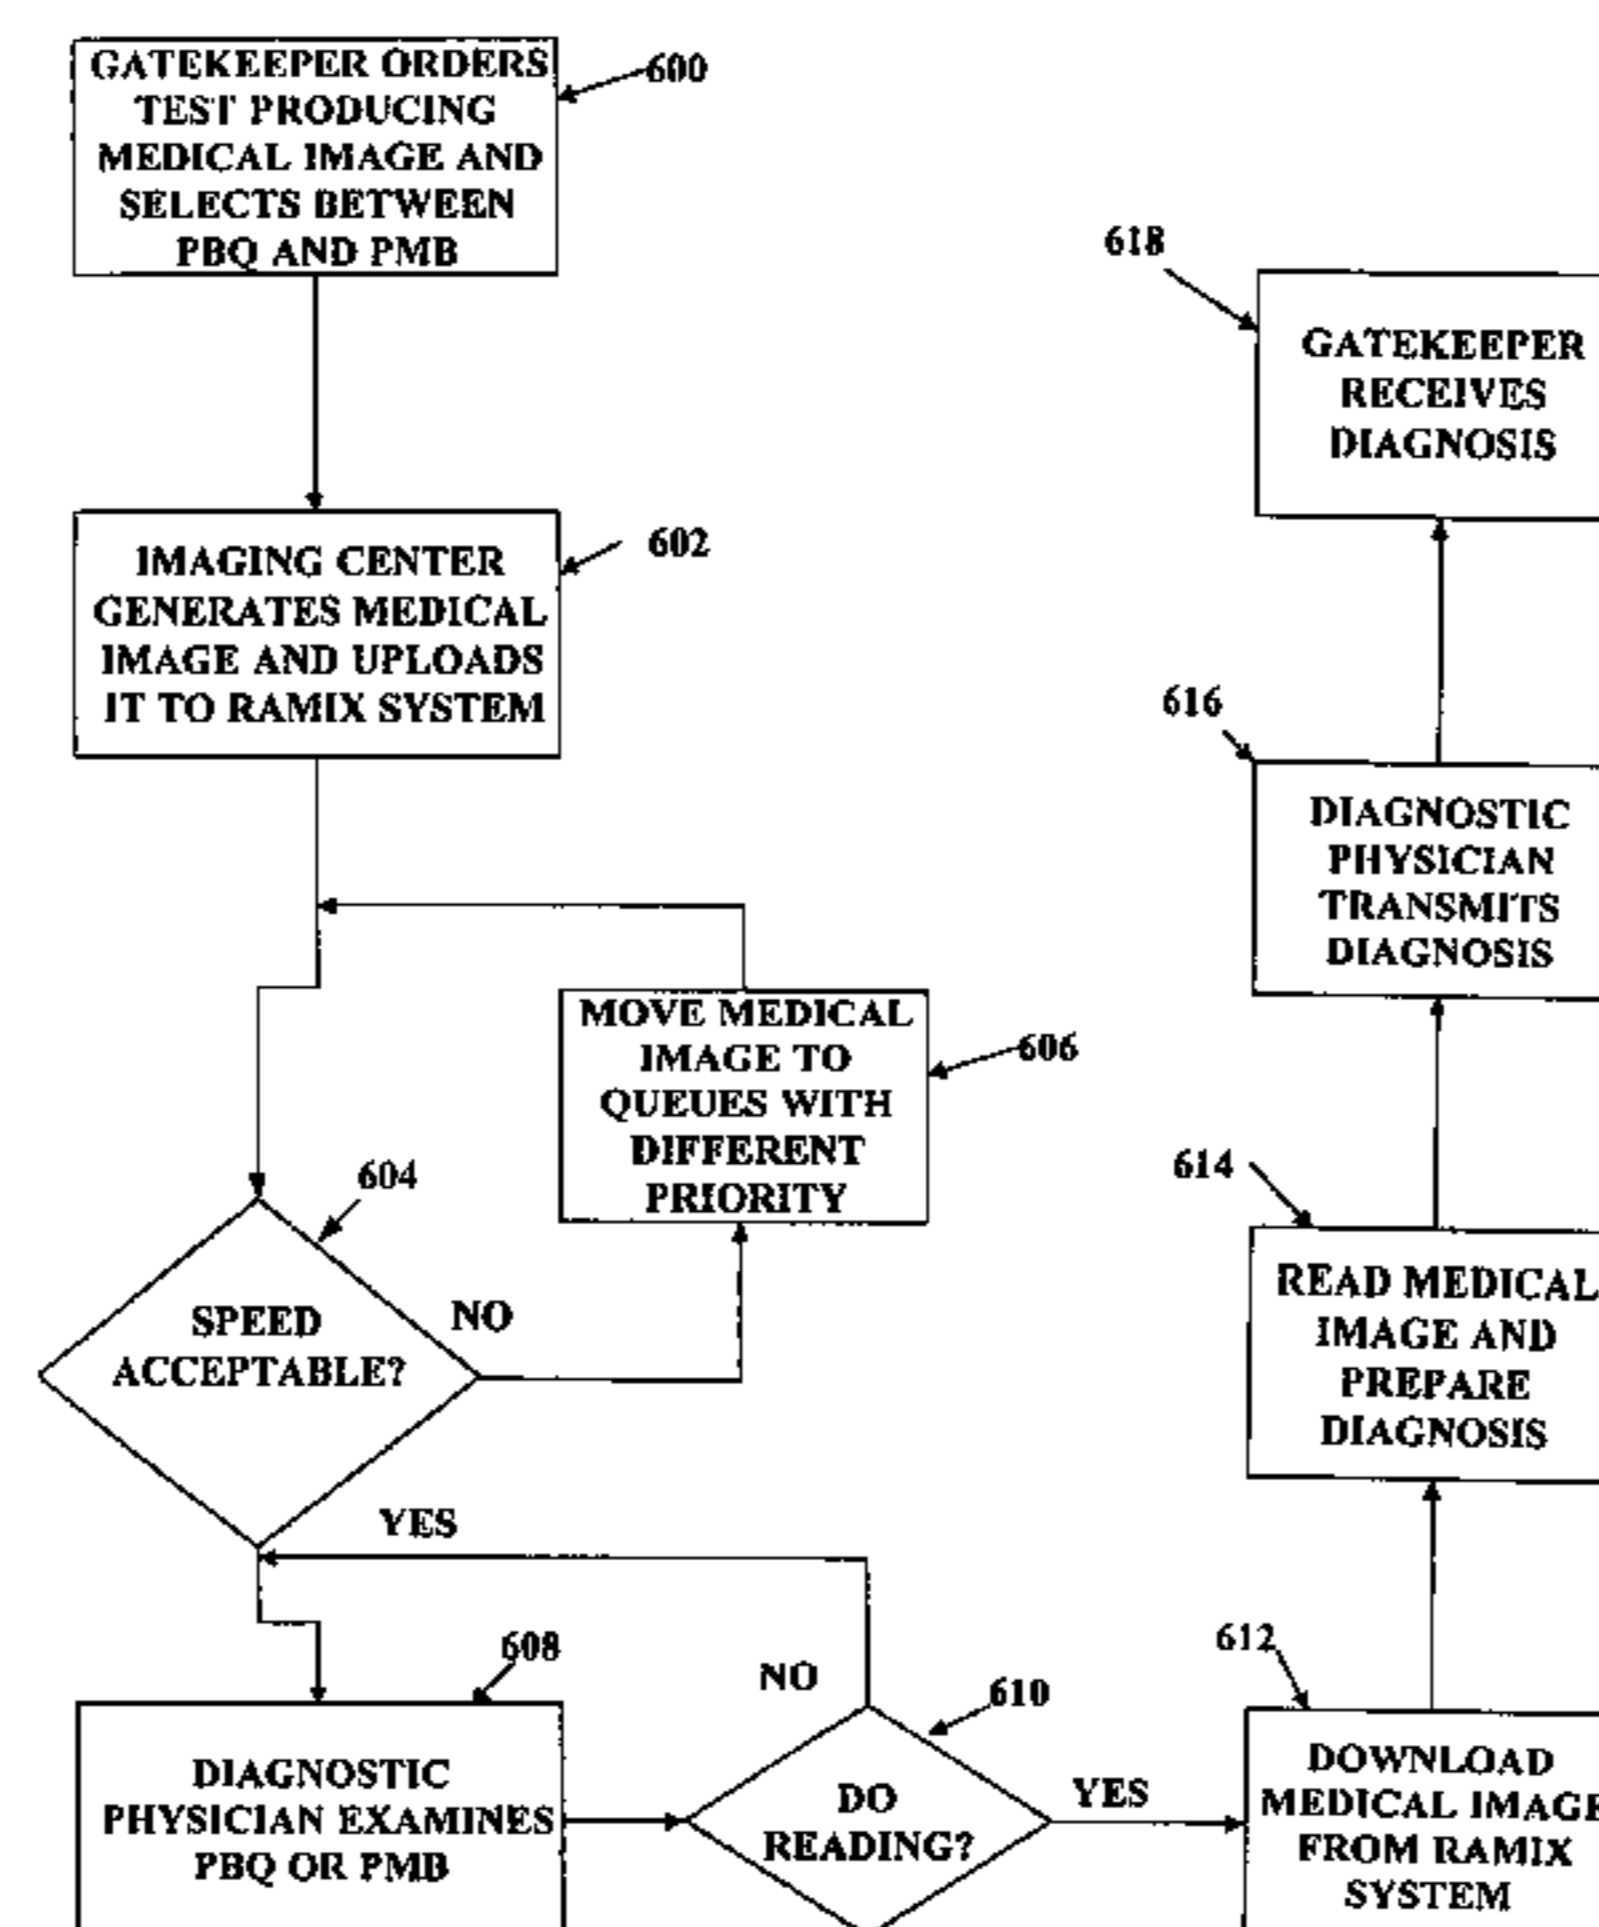 GATEKEEPER ORDERS
TEST PRODUCING
MEDICAL IMAGE AND
SELECTS BETWEEN
PBQ AND PMB
600
IMAGING CENTER
GENERATES MEDICAL
IMAGE AND UPLOADS
IT TO RAMIX SYSTEM
602
MOVE MEDICAL
IMAGE TO
QUEUES WITH
DIFFERENT
PRIORITY
606
604
SPEED
ACCEPTABLE?
NO
YES
608
DIAGNOSTIC
PHYSICIAN EXAMINES
PBQ OR PMB
NO
610
DO
READING?
YES
612
DOWNLOAD
MEDICAL IMAGE
FROM RAMIX
SYSTEM
614
READ MEDICAL
IMAGE AND
PREPARE
DIAGNOSIS
616
DIAGNOSTIC
PHYSICIAN
TRANSMITS
DIAGNOSIS
618
GATEKEEPER
RECEIVES
DIAGNOSIS